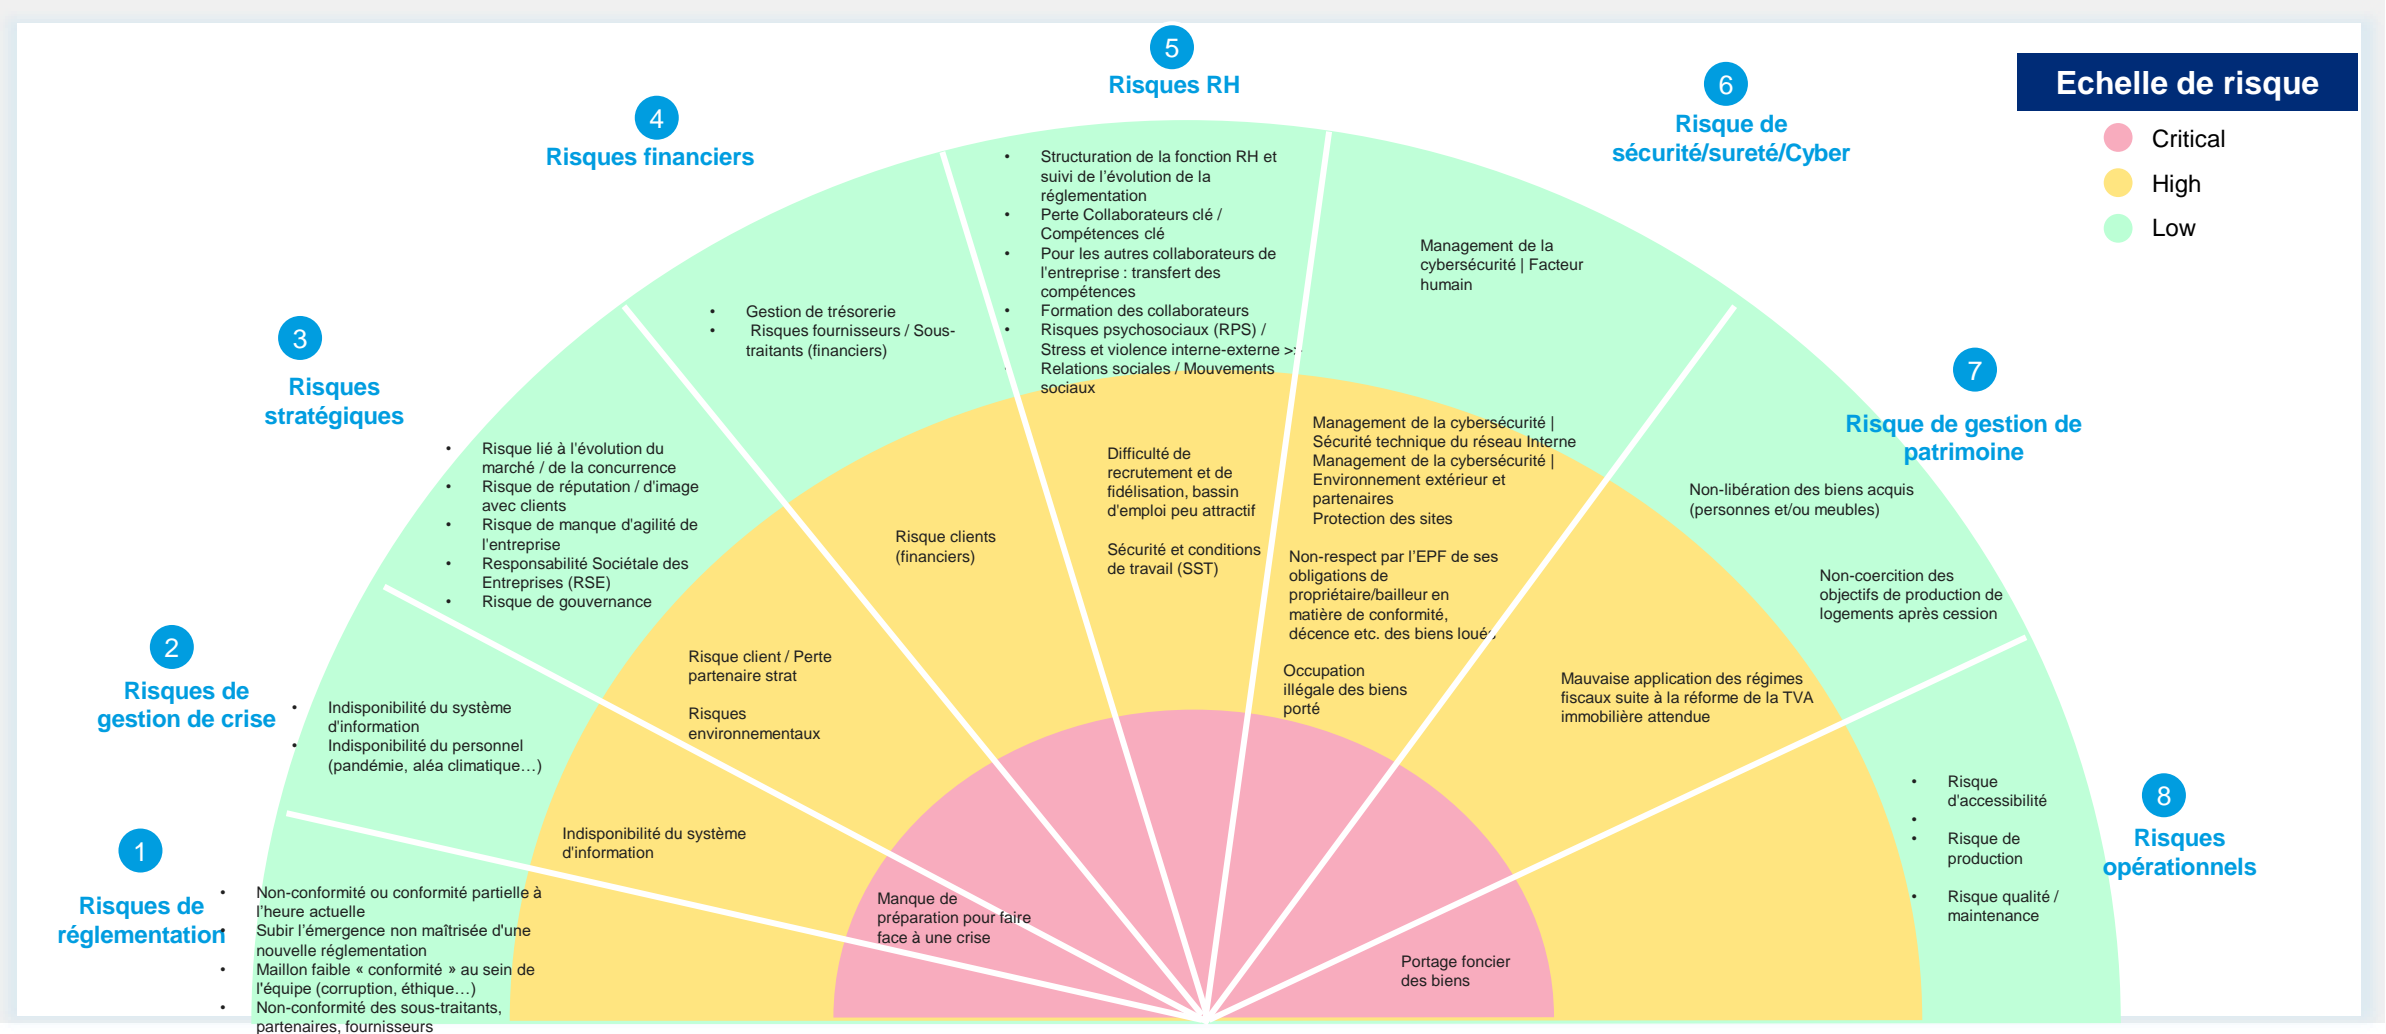 5
Risques RH
6
Risque de
sécurité/sureté/Cyber
Echelle de risque
Critical
High
Low
4
Risques financiers
3
Risques
stratégiques
2
Risques de
gestion de crise
1
Risques de
réglementation
7
Risque de gestion de
patrimoine
8
Risques
opérationnels
• Non-conformité ou conformité partielle à
l'heure actuelle
• Subir l'émergence non maîtrisée d'une
nouvelle réglementation
• Maillon faible « conformité » au sein de
l'équipe (corruption, éthique…)
• Non-conformité des sous-traitants,
partenaires, fournisseurs
• Indisponibilité du système
d'information
• Indisponibilité du personnel
(pandémie, aléa climatique…)
Indisponibilité du système
d'information
Manque de
préparation pour faire
face à une crise
• Risque lié à l'évolution du
marché / de la concurrence
• Risque de réputation / d'image
avec clients
• Risque de manque d'agilité de
l'entreprise
• Responsabilité Sociétale des
Entreprises (RSE)
• Risque de gouvernance
Risque client / Perte
partenaire strat
Risques
environnementaux
• Gestion de trésorerie
• Risques fournisseurs / Sous-
traitants (financiers)
Risque clients
(financiers)
• Structuration de la fonction RH et
suivi de l'évolution de la
réglementation
• Perte Collaborateurs clé /
Compétences clé
• Pour les autres collaborateurs de
l'entreprise : transfert des
compétences
• Formation des collaborateurs
• Risques psychosociaux (RPS) /
Stress et violence interne-externe >:
• Relations sociales / Mouvements
sociaux
Difficulté de
recrutement et de
fidélisation, bassin
d'emploi peu attractif
Sécurité et conditions
de travail (SST)
Management de la
cybersécurité | Facteur
humain
Management de la cybersécurité |
Sécurité technique du réseau Interne
Management de la cybersécurité |
Environnement extérieur et
partenaires
Protection des sites
Non-respect par l'EPF de ses
obligations de
propriétaire/bailleur en
matière de conformité,
décence etc. des biens loués
Occupation
illégale des biens
porté
Non-libération des biens acquis
(personnes et/ou meubles)
Non-coercition des
objectifs de production de
logements après cession
Mauvaise application des régimes
fiscaux suite à la réforme de la TVA
immobilière attendue
• Risque
d'accessibilité
•
• Risque de
production
• Risque qualité /
maintenance
Portage foncier
des biens